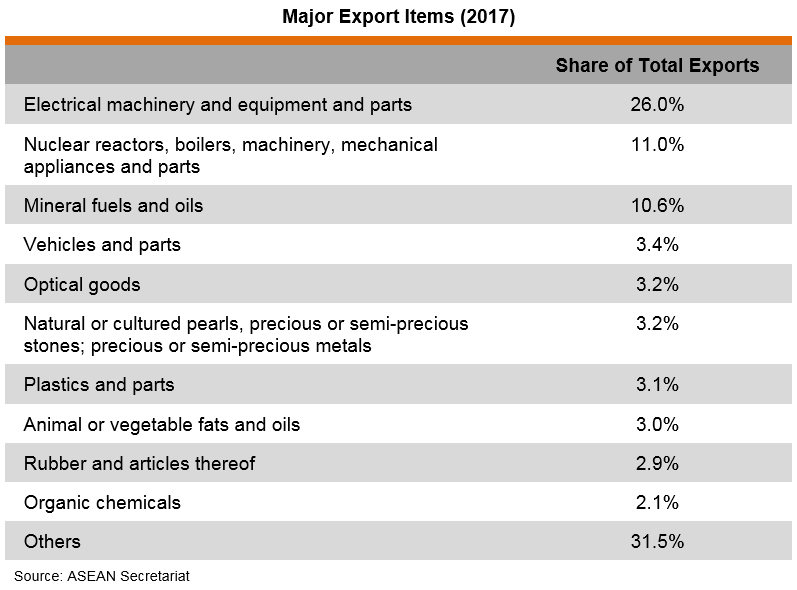 Major Export Items (2017)
Share of Total Exports
Electrical machinery and equipment and parts 26.0%
Nuclear reactors, boilers, machinery, mechanical 11.0%
appliances and parts
Mineral fuels and oils 10.6%
Vehicles and parts 3.4%
Optical goods 3.2%
Natural or cultured pearls, precious or semi-precious 3.2%
stones; precious or semi-precious metals
Plastics and parts 3.1%
Animal or vegetable fats and oils 3.0%
Rubber and articles thereof 2.9%
Organic chemicals 2.1%
Others 31.5%
Source: ASEAN Secretariat